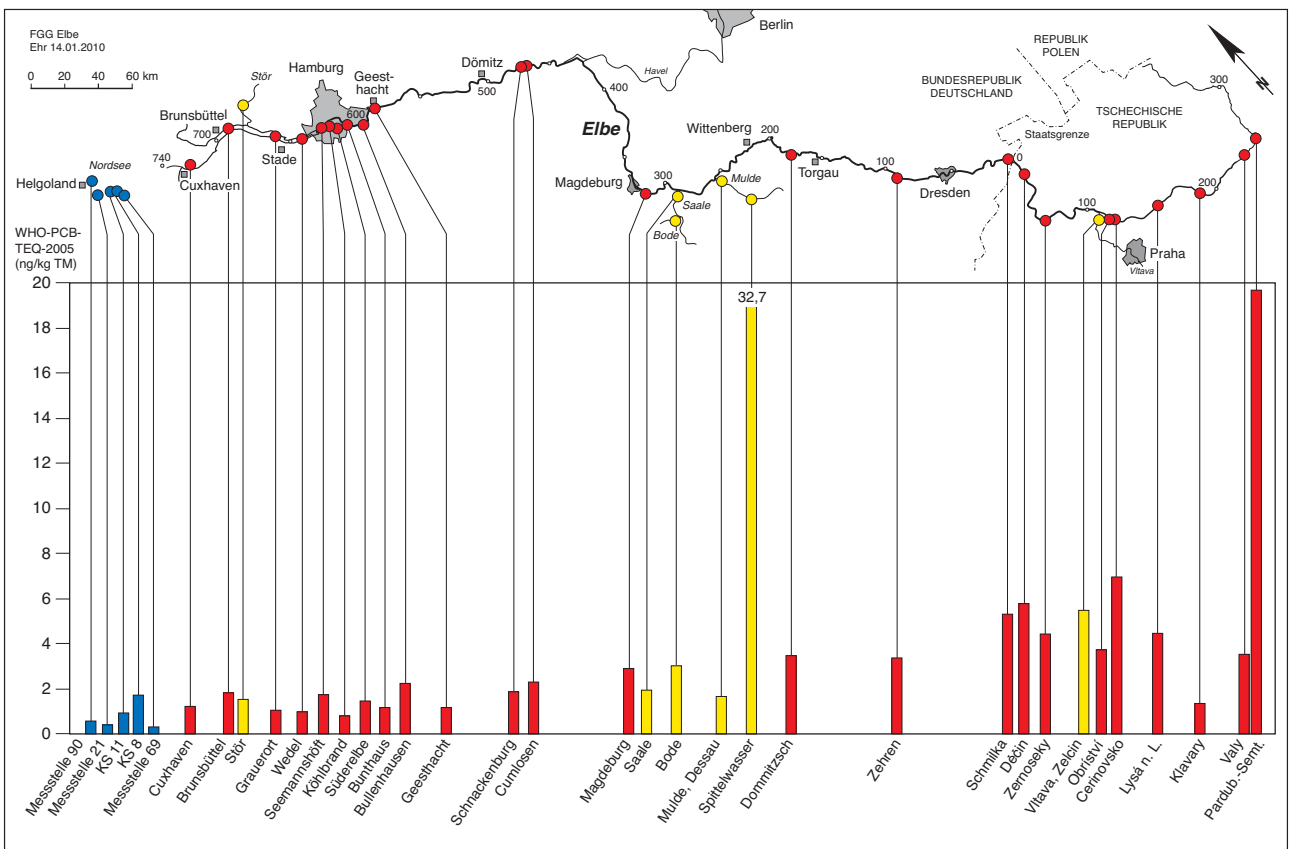 FGG Elbe
Ehr 14.01.2010
0 30 60 km
Berlin
Havel
REPUBLIK
POLEN
BUNDESREPUBLIK
DEUTSCHLAND
TSCHECHISCHE
REPUBLIK
Staatsgrenze
N
300
Dömitz
500
400
Hamburg
Geest-
hacht
600
Stör
Brunsbüttel
700
740
Stade
Cuxhaven
Nordsee
Helgoland
Elbe
Wittenberg
200
Torgau
100
Dresden
0
Magdeburg
300
Saale
Mulde
Bode
100
200
Praha
Vltava
WHO-PCB-
TEQ-2005
(ng/kg TM)
20
18
16
14
12
10
8
6
4
2
0
32,7
Messstelle 90
Messstelle 21
KS 11
KS 8
Messstelle 69
Cuxhaven
Brunsbüttel
Stör
Grauerort
Wedel
Seemannshöft
Köhlbrand
Süderelbe
Bunthaus
Bullenhausen
Geesthacht
Schnackenburg
Cumlosen
Magdeburg
Saale
Bode
Mulde, Dessau
Spittelwasser
Dommitzsch
Zehren
Schmilka
Děčin
Zernoseky
Vltava, Zelcin
Obříství
Cerinovsko
Lysá n. L.
Klavary
Valy
Pardub.-Semt.